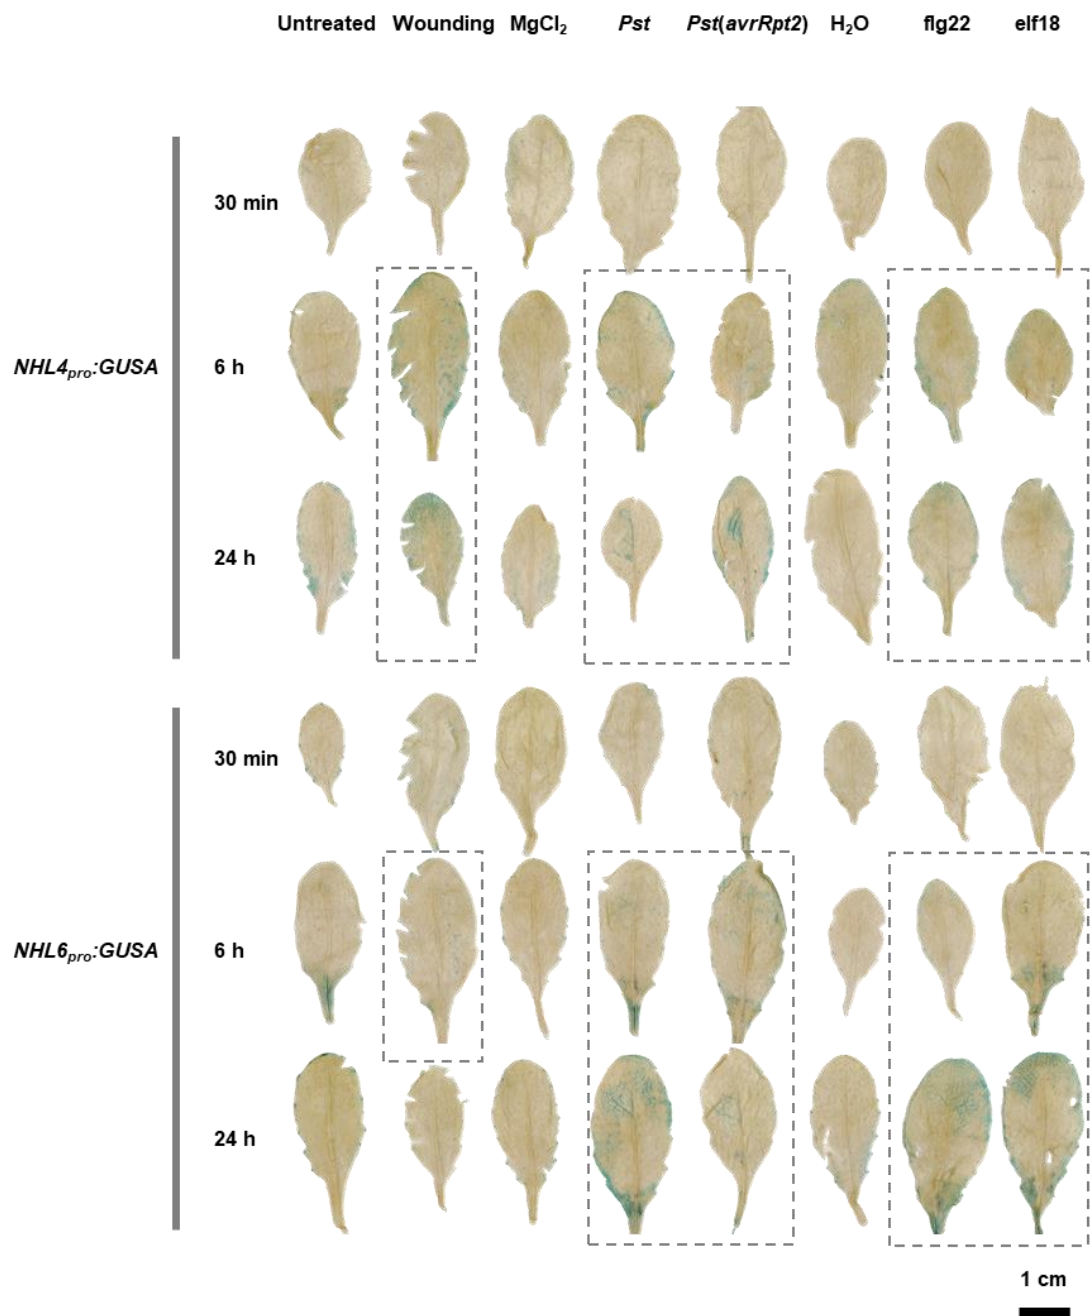 Untreated Wounding MgCl₂ Pst Pst(avrRpt2) H₂O flg22 elf18
30 min
NHL4pro:GUSA 6 h
24 h
30 min
NHL6pro:GUSA 6 h
24 h
1 cm